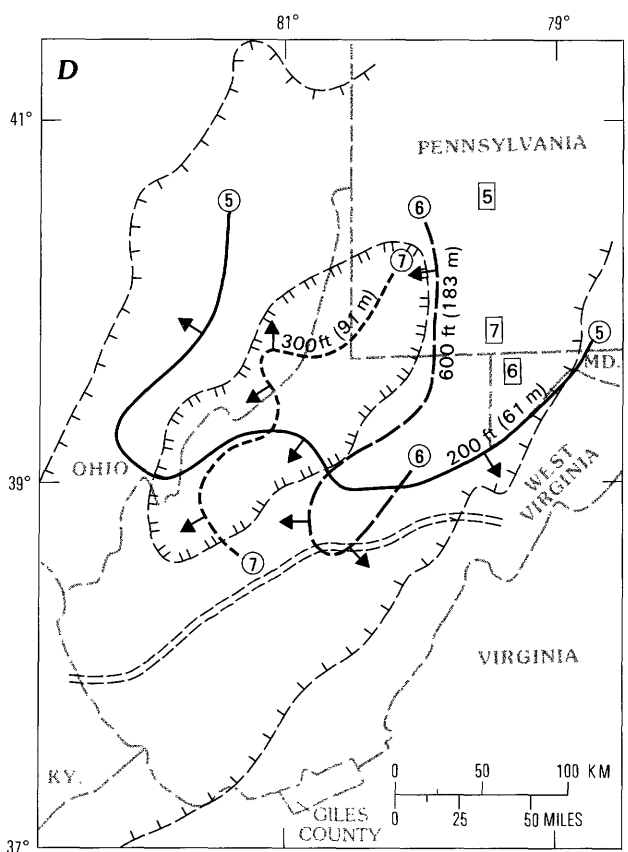 81°
79°
D
41°
PENNSYLVANIA
5
5
6
7
300 ft (91 m)
600 ft (183 m)
7
5
6
MD.
200 ft (61 m)
6
OHIO
39°
WEST
VIRGINIA
7
VIRGINIA
KY.
0 50 100 KM
0 25 50 MILES
GILES
COUNTY
37°